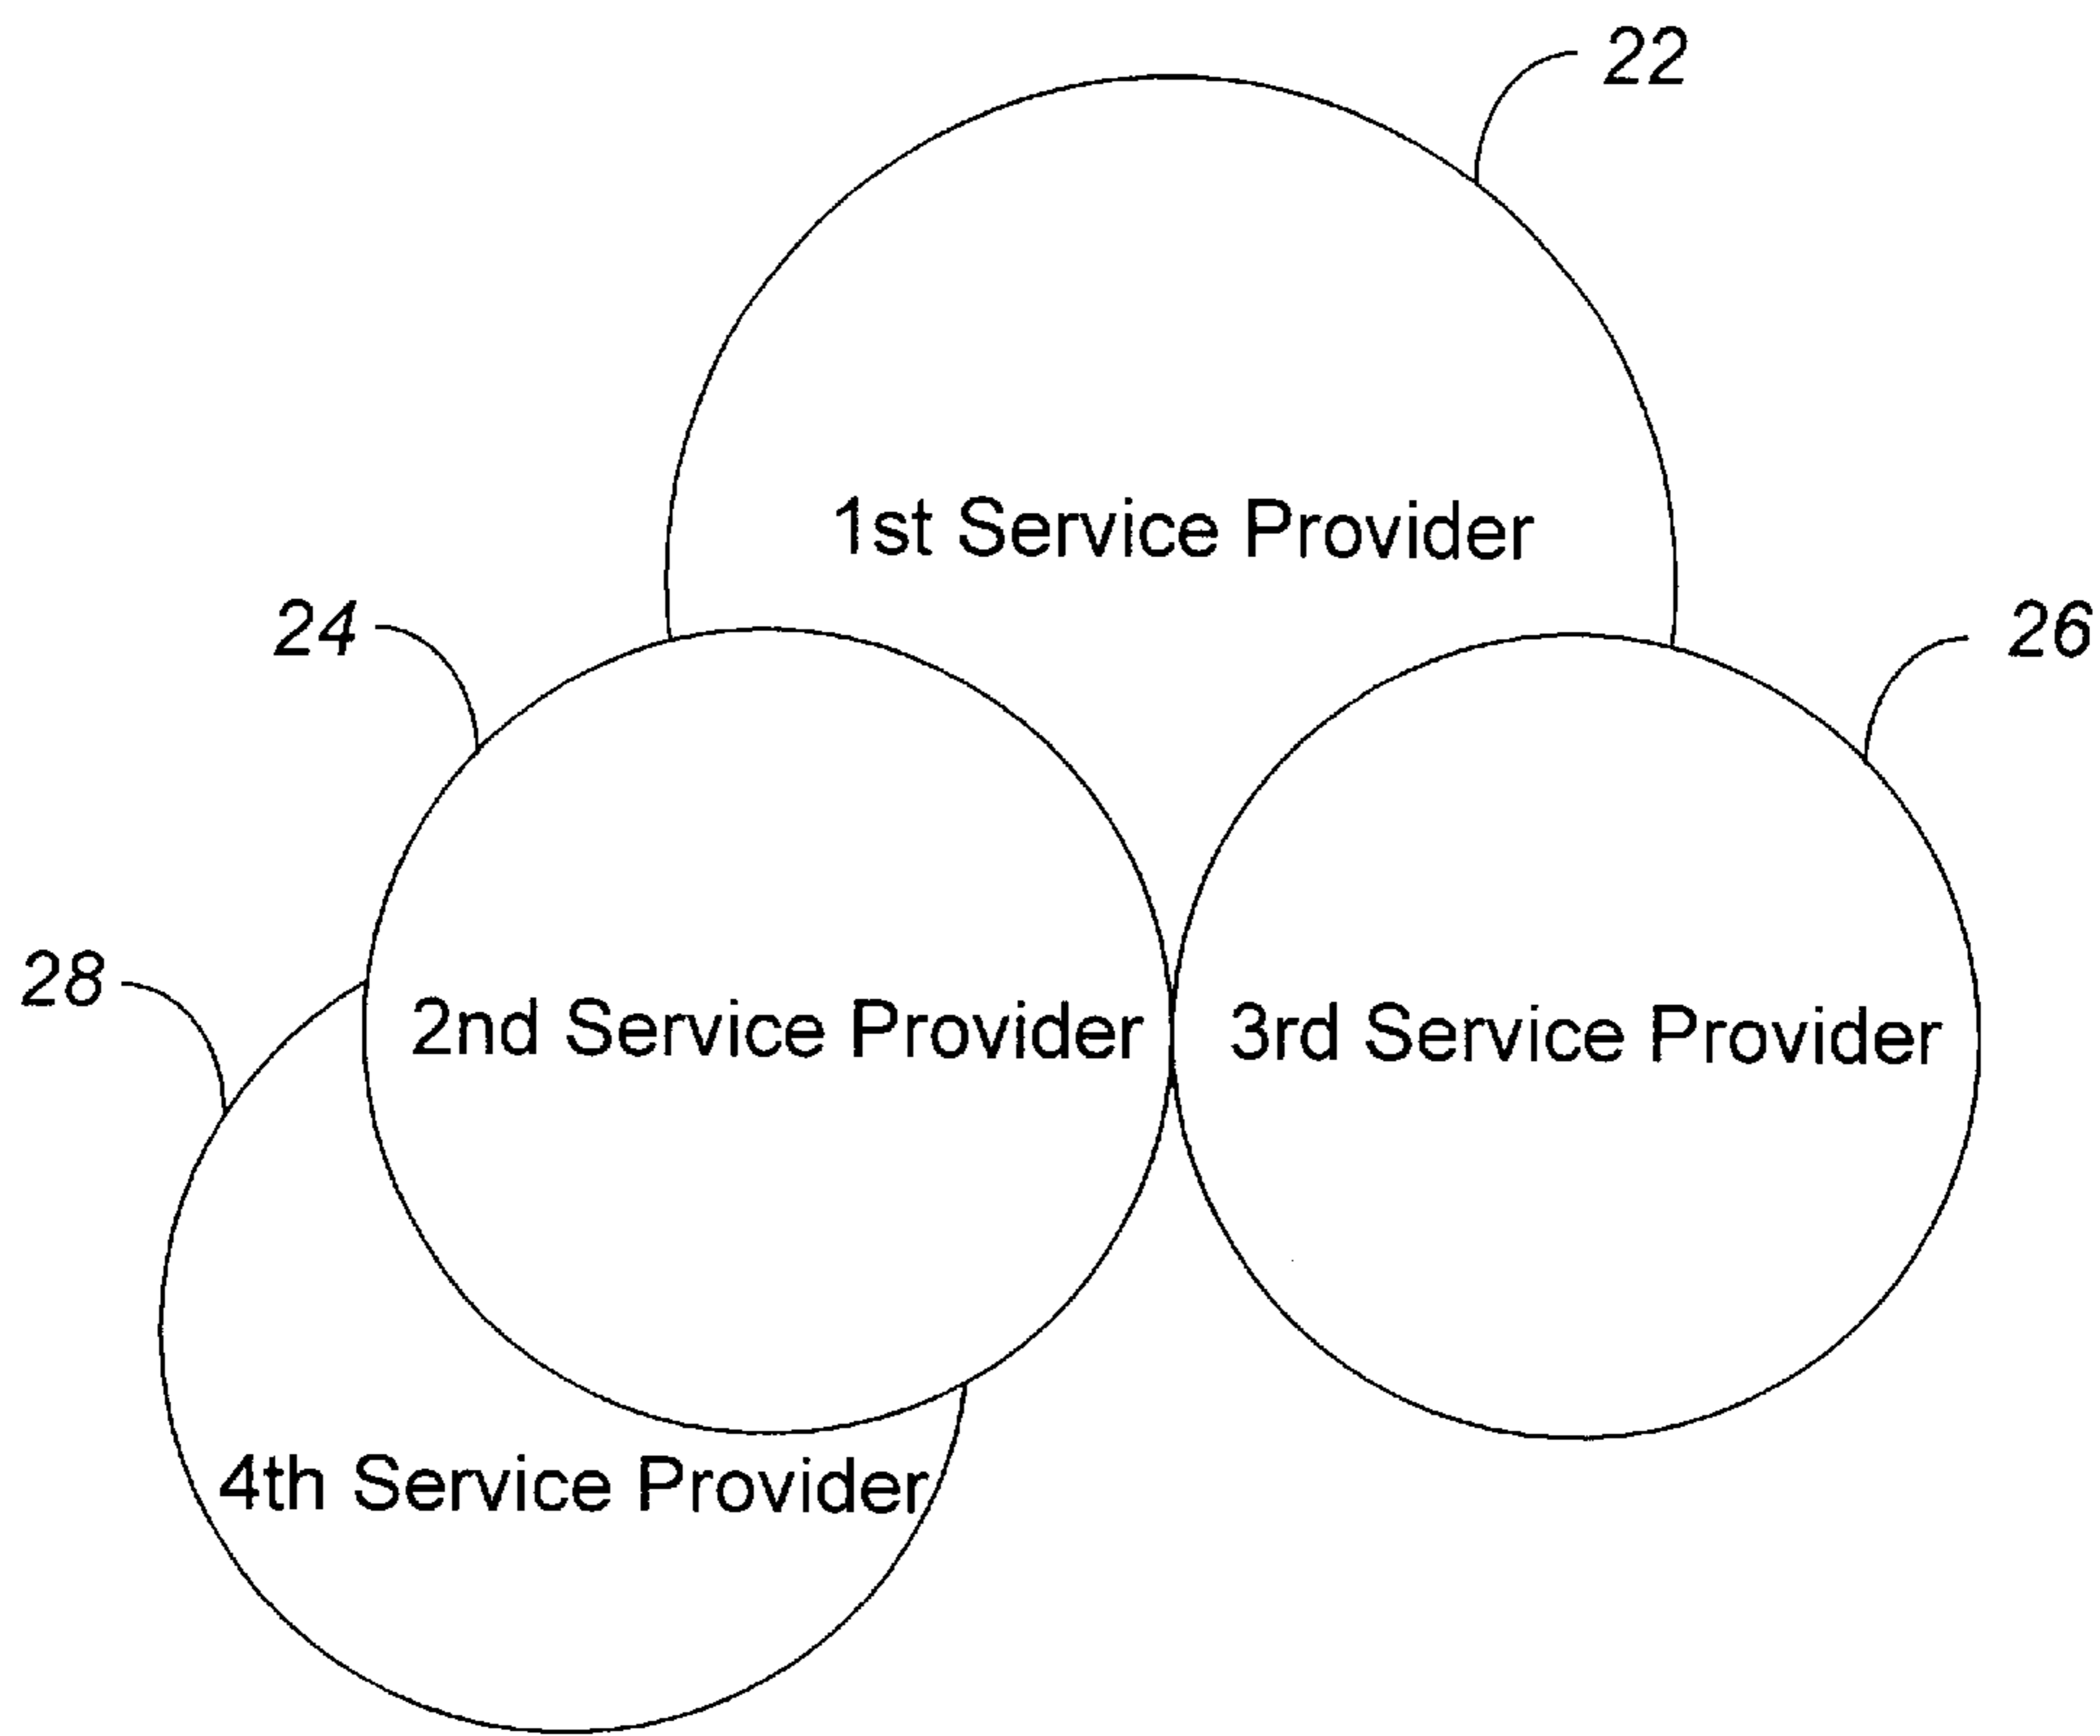 22
1st Service Provider
24
26
28
2nd Service Provider
3rd Service Provider
4th Service Provider